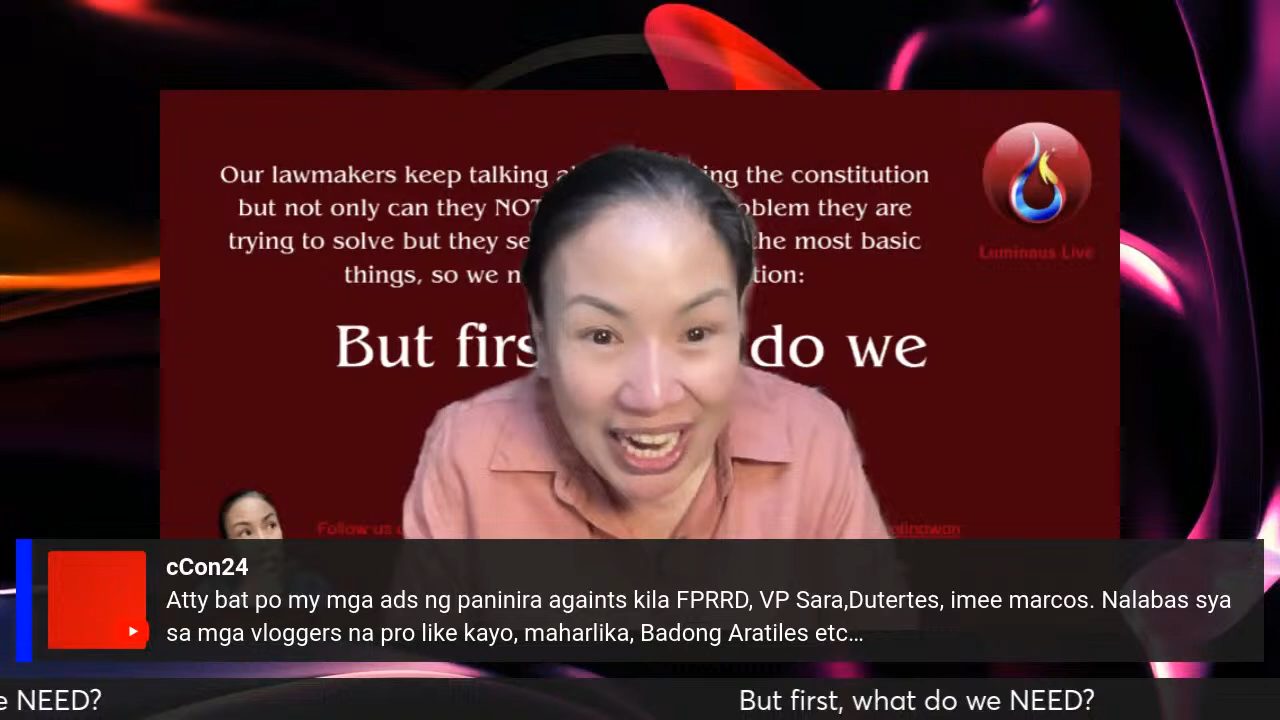 Our lawmakers keep talking a ing the constitution
but not only can they NOT oblem they are
trying to solve but they se the most basic
things, so we n tion:
But firs do we
Luminous Live
Follow us
alinawan
cCon24
Atty bat po my mga ads ng paninira againts kila FPRRD, VP Sara,Dutertes, imee marcos. Nalabas sya
sa mga vloggers na pro like kayo, maharlika, Badong Aratiles etc...
e NEED? But first, what do we NEED?